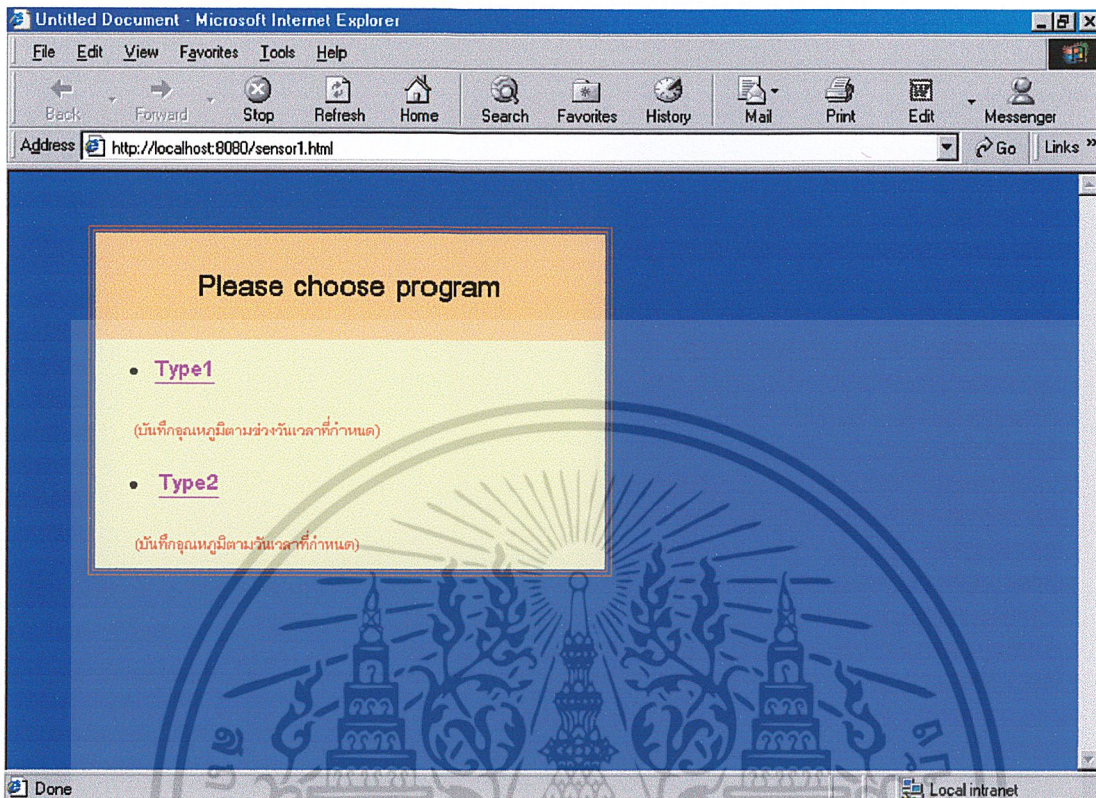 Untitled Document - Microsoft Internet Explorer
File Edit View Favorites Tools Help
Back Forward Stop Refresh Home Search Favorites History Mail Print Edit Messenger
Address http://localhost:8080/sensor1.html Go Links »
Please choose program
• Type1
(บันทึกอุณหภูมิตามช่วงวันเวลาที่กำหนด)
• Type2
(บันทึกอุณหภูมิตามวันเวลาที่กำหนด)
Done Local intranet